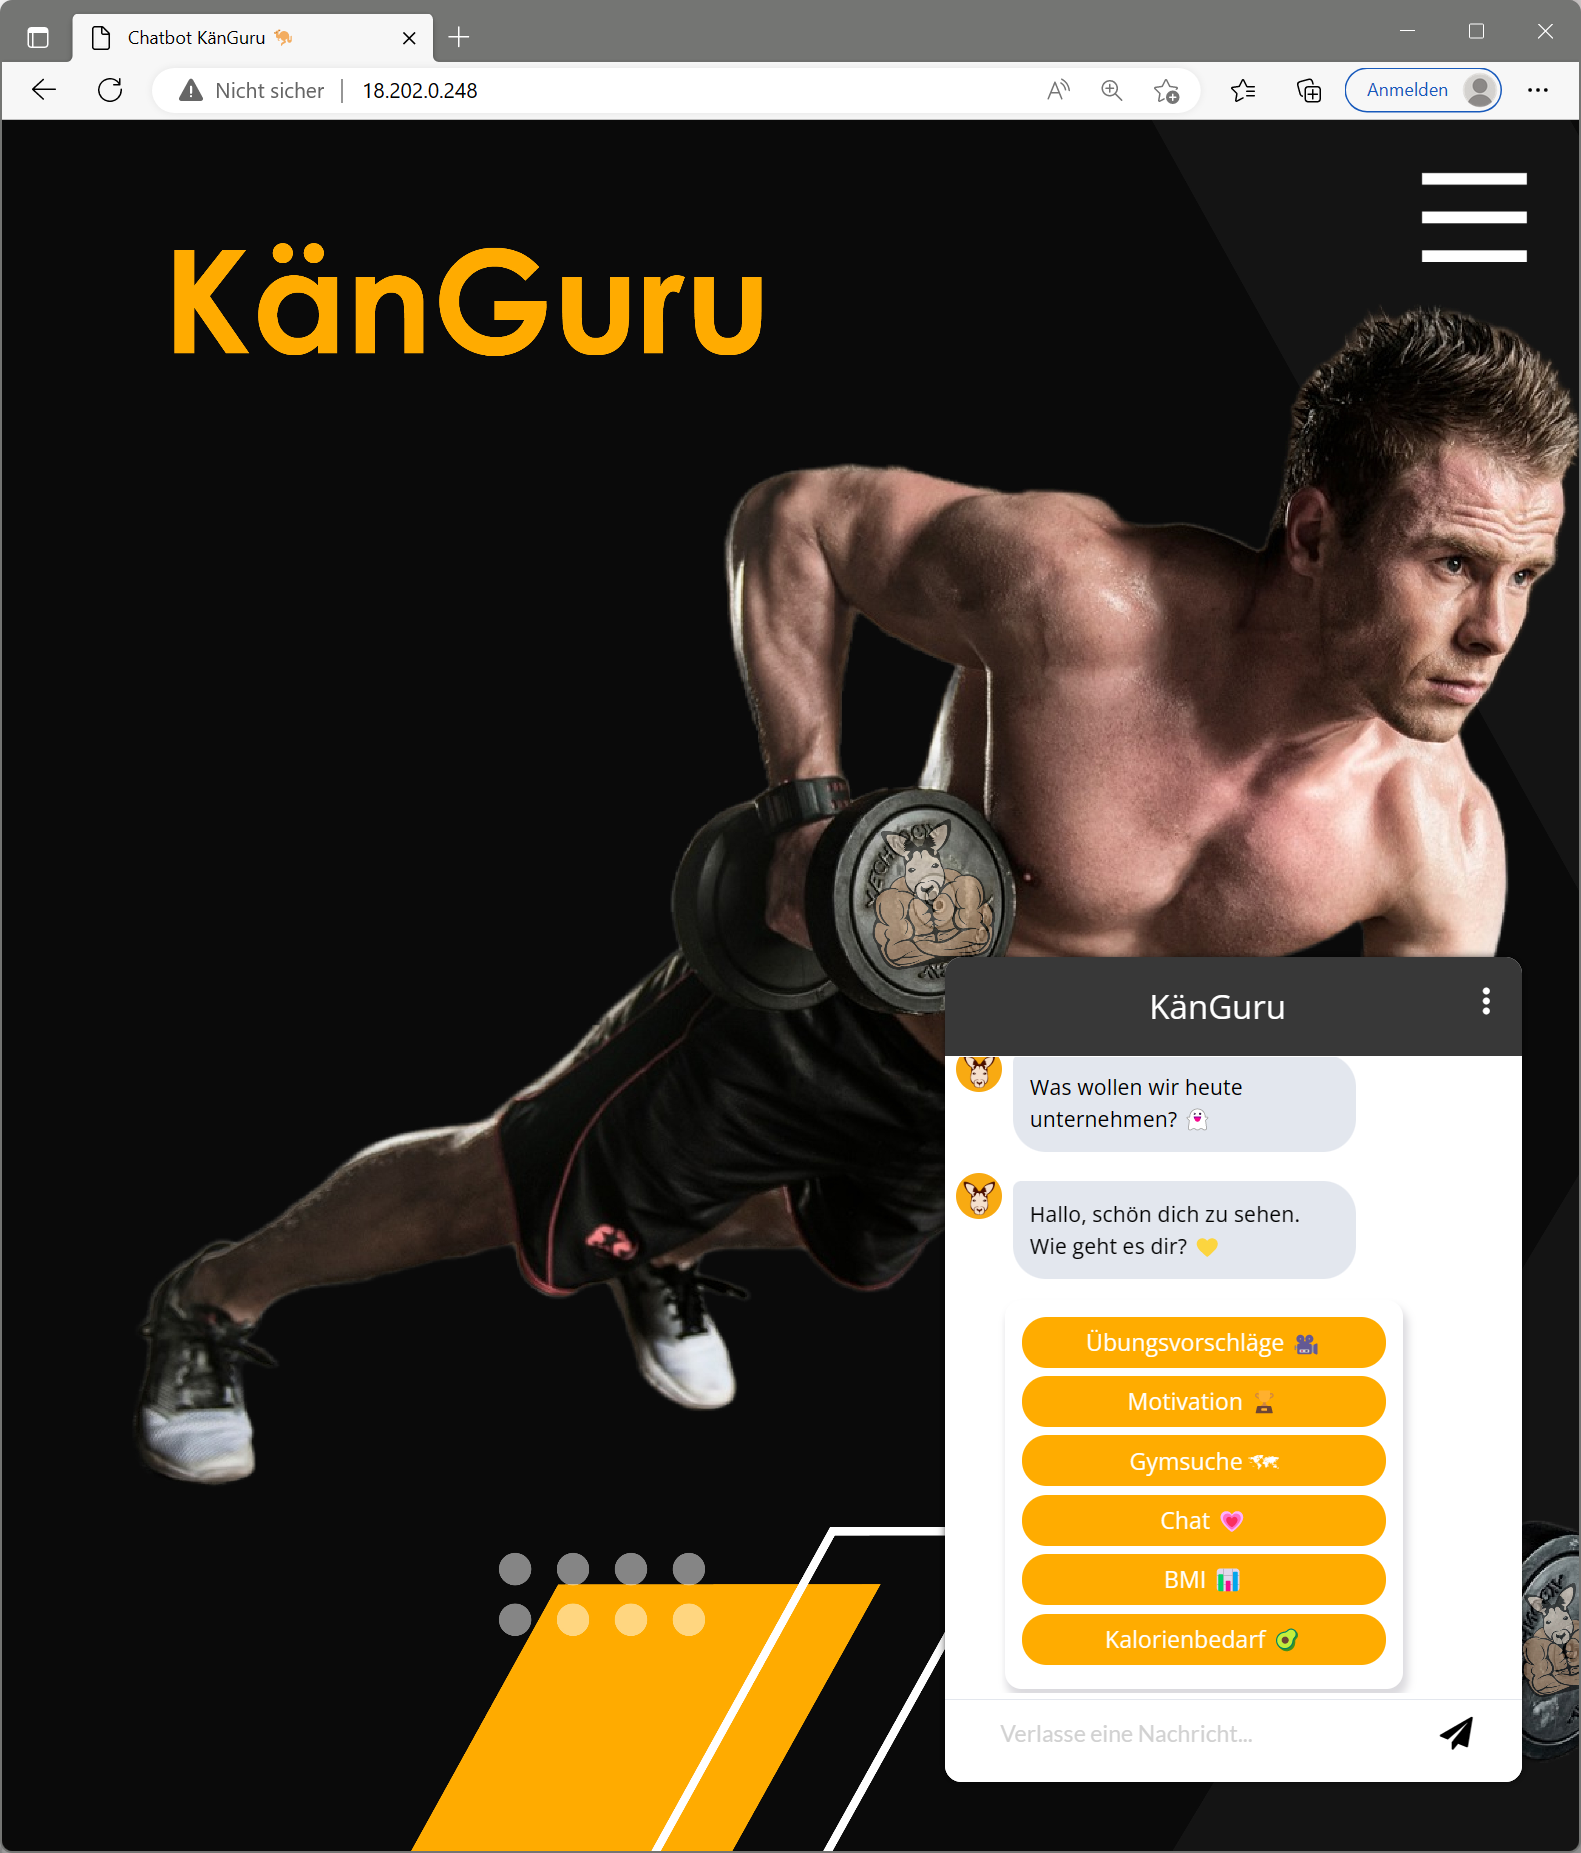 Chatbot KänGuru
Nicht sicher
18.202.0.248
Anmelden
KänGuru
KänGuru
Was wollen wir heute
unternehmen? 👻
Hallo, schön dich zu sehen.
Wie geht es dir? 💛
Übungsvorschläge 🎥
Motivation 🏆
Gymsuche 🗺
Chat 💗
BMI 📊
Kalorienbedarf 🥑
Verlasse eine Nachricht...